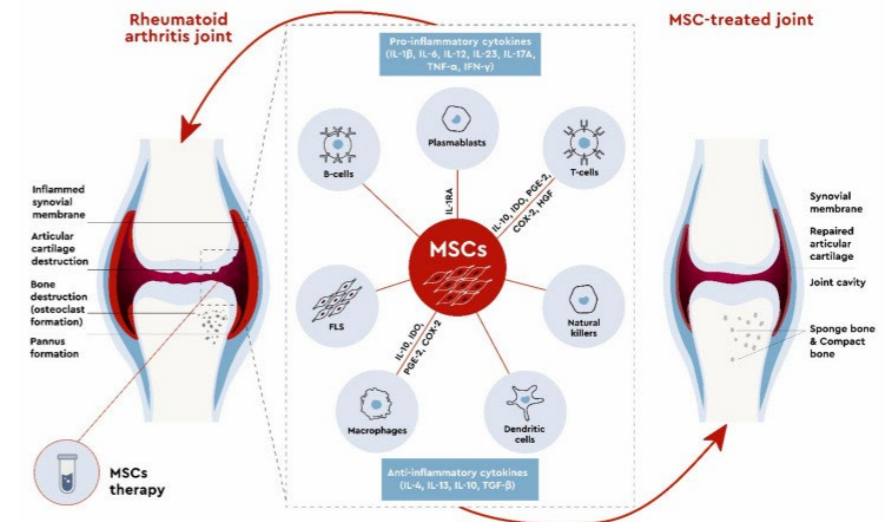 Rheumatoid
arthritis joint
MSC-treated joint
Pro-inflammatory cytokines
(IL-1β, IL-6, IL-12, IL-23, IL-17A,
TNF-α, IFN-γ)
B-cells
Plasmablasts
T-cells
IL-1RA
IL-10, IDO, PGE-2,
COX-2, HGF
MSCs
FLS
Natural
killers
IL-10, IDO,
PGE-2, COX-2
Macrophages
Dendritic
cells
Anti-inflammatory cytokines
(IL-4, IL-13, IL-10, TGF-β)
Inflammed
synovial
membrane
Articular
cartilage
destruction
Bone
destruction
(osteoclast
formation)
Pannus
formation
MSCs
therapy
Synovial
membrane
Repaired
articular
cartilage
Joint cavity
Sponge bone
& Compact
bone